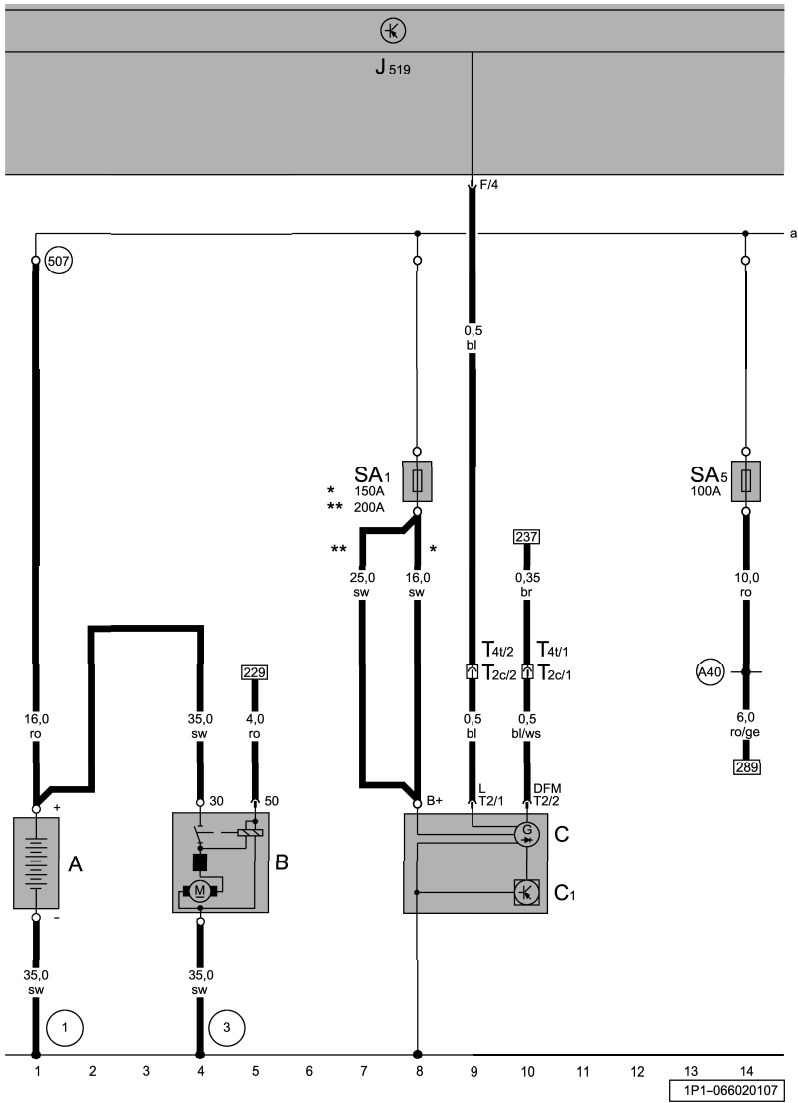 J 519
F/4
a
507
0,5
bl
SA1
* 150A
** 200A
SA5
100A
** *
237
25,0
sw
16,0
sw
0,35
br
10,0
ro
T4t/2
T2c/2
T4t/1
T2c/1
A40
229
16,0
ro
35,0
sw
4,0
ro
0,5
bl
0,5
bl/ws
6,0
ro/ge
289
+
30
50
B+
L
T2/1
DFM
T2/2
A
B
M
G
C
C1
−
35,0
sw
35,0
sw
1
3
1 2 3 4 5 6 7 8 9 10 11 12 13 14
1P1-066020107